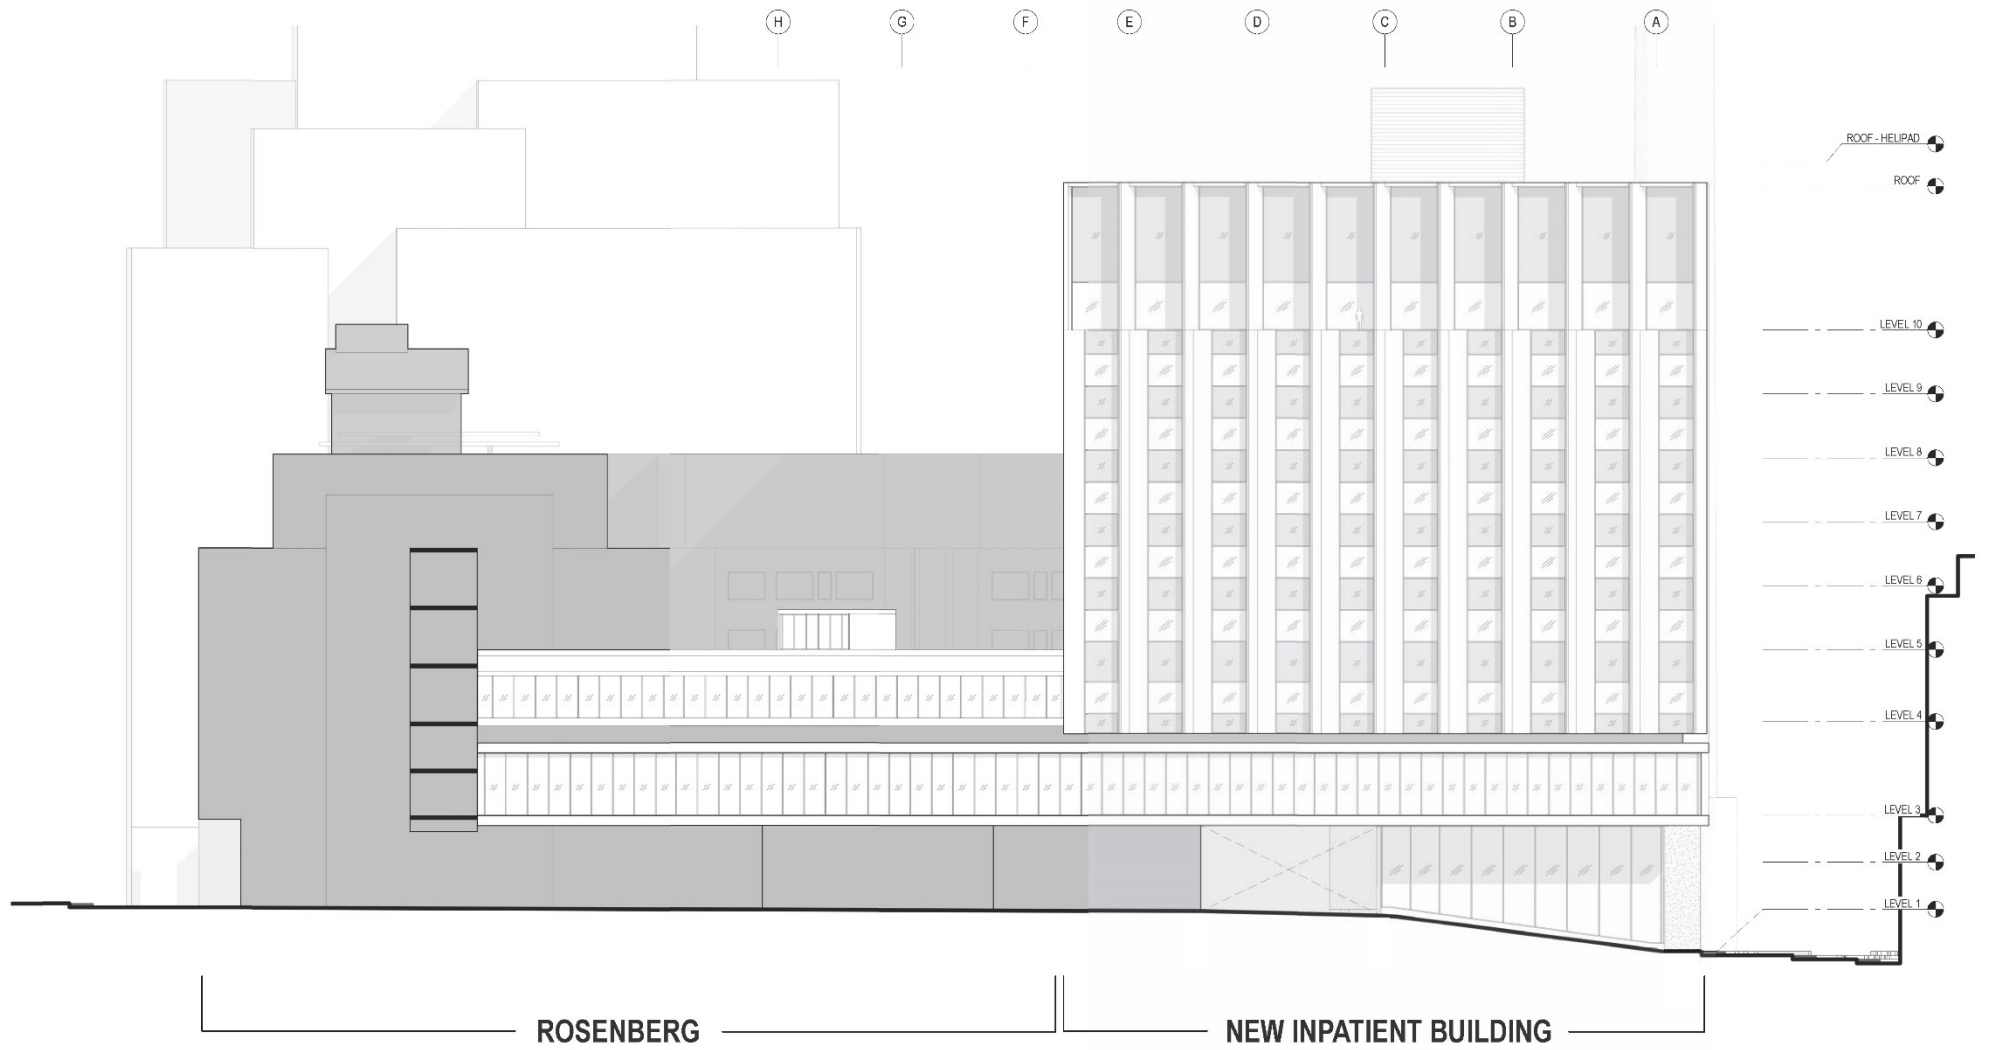 H G F E D C B A
ROOF - HELIPAD
ROOF
LEVEL 10
LEVEL 9
LEVEL 8
LEVEL 7
LEVEL 6
LEVEL 5
LEVEL 4
LEVEL 3
LEVEL 2
LEVEL 1
ROSENBERG NEW INPATIENT BUILDING